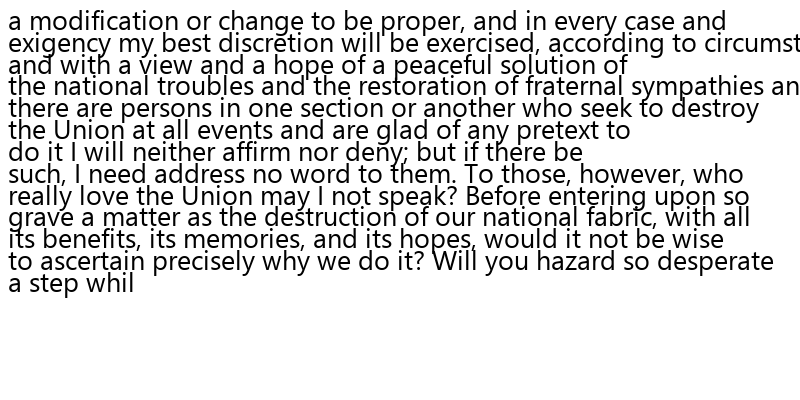 a modification or change to be proper, and in every case and
exigency my best discretion will be exercised, according to circumst
and with a view and a hope of a peaceful solution of
the national troubles and the restoration of fraternal sympathies an
there are persons in one section or another who seek to destroy
the Union at all events and are glad of any pretext to
do it I will neither affirm nor deny; but if there be
such, I need address no word to them. To those, however, who
really love the Union may I not speak? Before entering upon so
grave a matter as the destruction of our national fabric, with all
its benefits, its memories, and its hopes, would it not be wise
to ascertain precisely why we do it? Will you hazard so desperate
a step whil